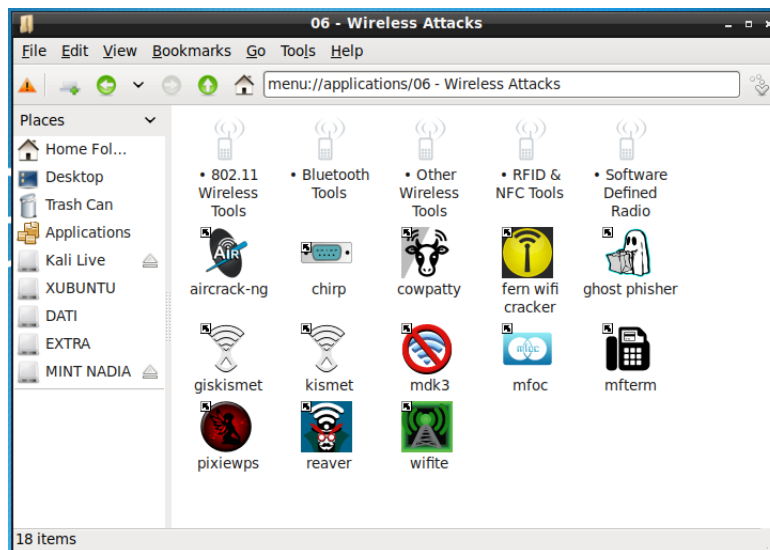 06 - Wireless Attacks
File Edit View Bookmarks Go Tools Help
menu://applications/06 - Wireless Attacks
Places
Home Fol...
Desktop
Trash Can
Applications
Kali Live
XUBUNTU
DATI
EXTRA
MINT NADIA
• 802.11
Wireless
Tools
• Bluetooth
Tools
• Other
Wireless
Tools
• RFID &
NFC Tools
• Software
Defined
Radio
AIR
aircrack-ng
chirp
cowpatty
fern wifi
cracker
ghost phisher
giskismet
kismet
mdk3
mfoc
mfterm
pixiewps
reaver
wifite
18 items